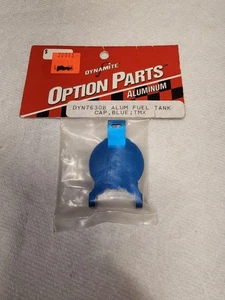 DYNAMITE
OPTION PARTS
ALUMINUM
DYN7630B ALUM FUEL TANK
CAP,BLUE;TMX